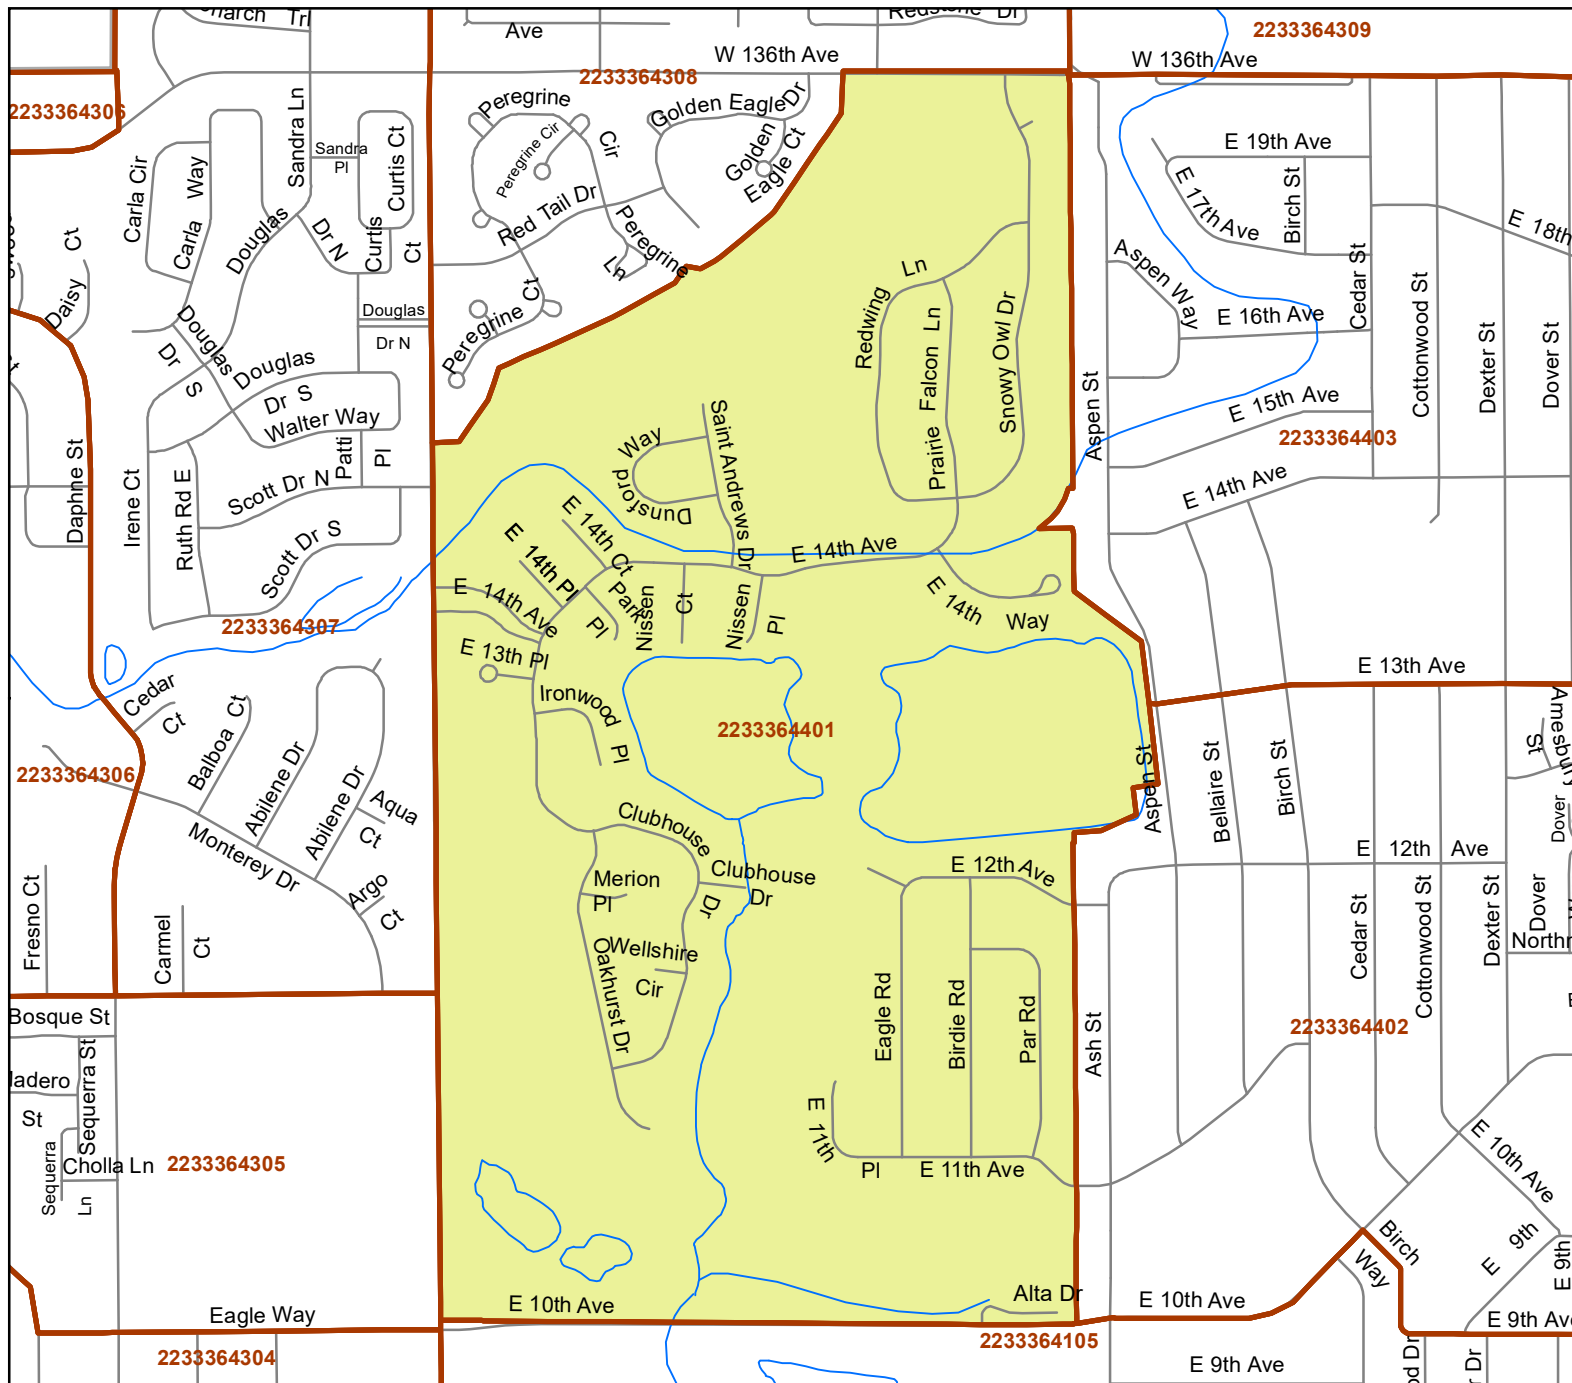 Ave
W 136th Ave
2233364309
W 136th Ave
2233364308
2233364306
Peregrine
Cir
Peregrine Cir
Golden Eagle
Dr
Golden
Eagle Ct
Red Tail Dr
Peregrine
Ln
Peregrine
Ct
Sandra Ln
Sandra
Pl
Curtis Ct
Curtis
Ct
Carla Cir
Carla
Way
Douglas
Dr N
Daisy
Ct
Douglas
Dr N
Douglas
Dr
S
Douglas
Dr S
Walter Way
Patti
Pl
Daphne St
Irene Ct
Ruth Rd E
Scott Dr N
Scott Dr S
2233364307
E 19th Ave
E 17th Ave
Birch St
E 18th
Aspen Way
E 16th Ave
Cedar St
Cottonwood St
Dexter St
Dover St
Aspen St
E 15th Ave
2233364403
E 14th Ave
Redwing
Ln
Prairie Falcon Ln
Snowy Owl Dr
Saint Andrews Dr
Dunsford
Way
E 14th Ct
E 14th Pl
E 14th Ave
E 14th Ave
E 14th
Way
Park
Pl
Nissen
Ct
Nissen
Pl
E 13th Pl
Ironwood
Pl
2233364401
E 13th Ave
2233364306
Cedar
Ct
Balboa Ct
Abilene Dr
Abilene Dr
Aqua
Ct
Monterey Dr
Argo
Ct
Fresno Ct
Carmel
Ct
Clubhouse
Dr
Clubhouse
Dr
Merion
Pl
Wellshire
Cir
Oakhurst Dr
E 12th Ave
Eagle Rd
Birdie Rd
Par Rd
E 11th
Pl
E 11th Ave
Aspen St
Bellaire St
Birch St
St
Dover
E 12th Ave
Cedar St
Cottonwood St
Dexter St
Dover
Ash St
2233364402
Bosque St
Sequerra St
St
Sequerra
Ln
Cholla Ln
2233364305
E 10th Ave
E 9th
E 9th
Birch
Way
E 10th Ave
Alta Dr
E 10th Ave
Eagle Way
E 9th Ave
2233364304
2233364105
E 9th Ave